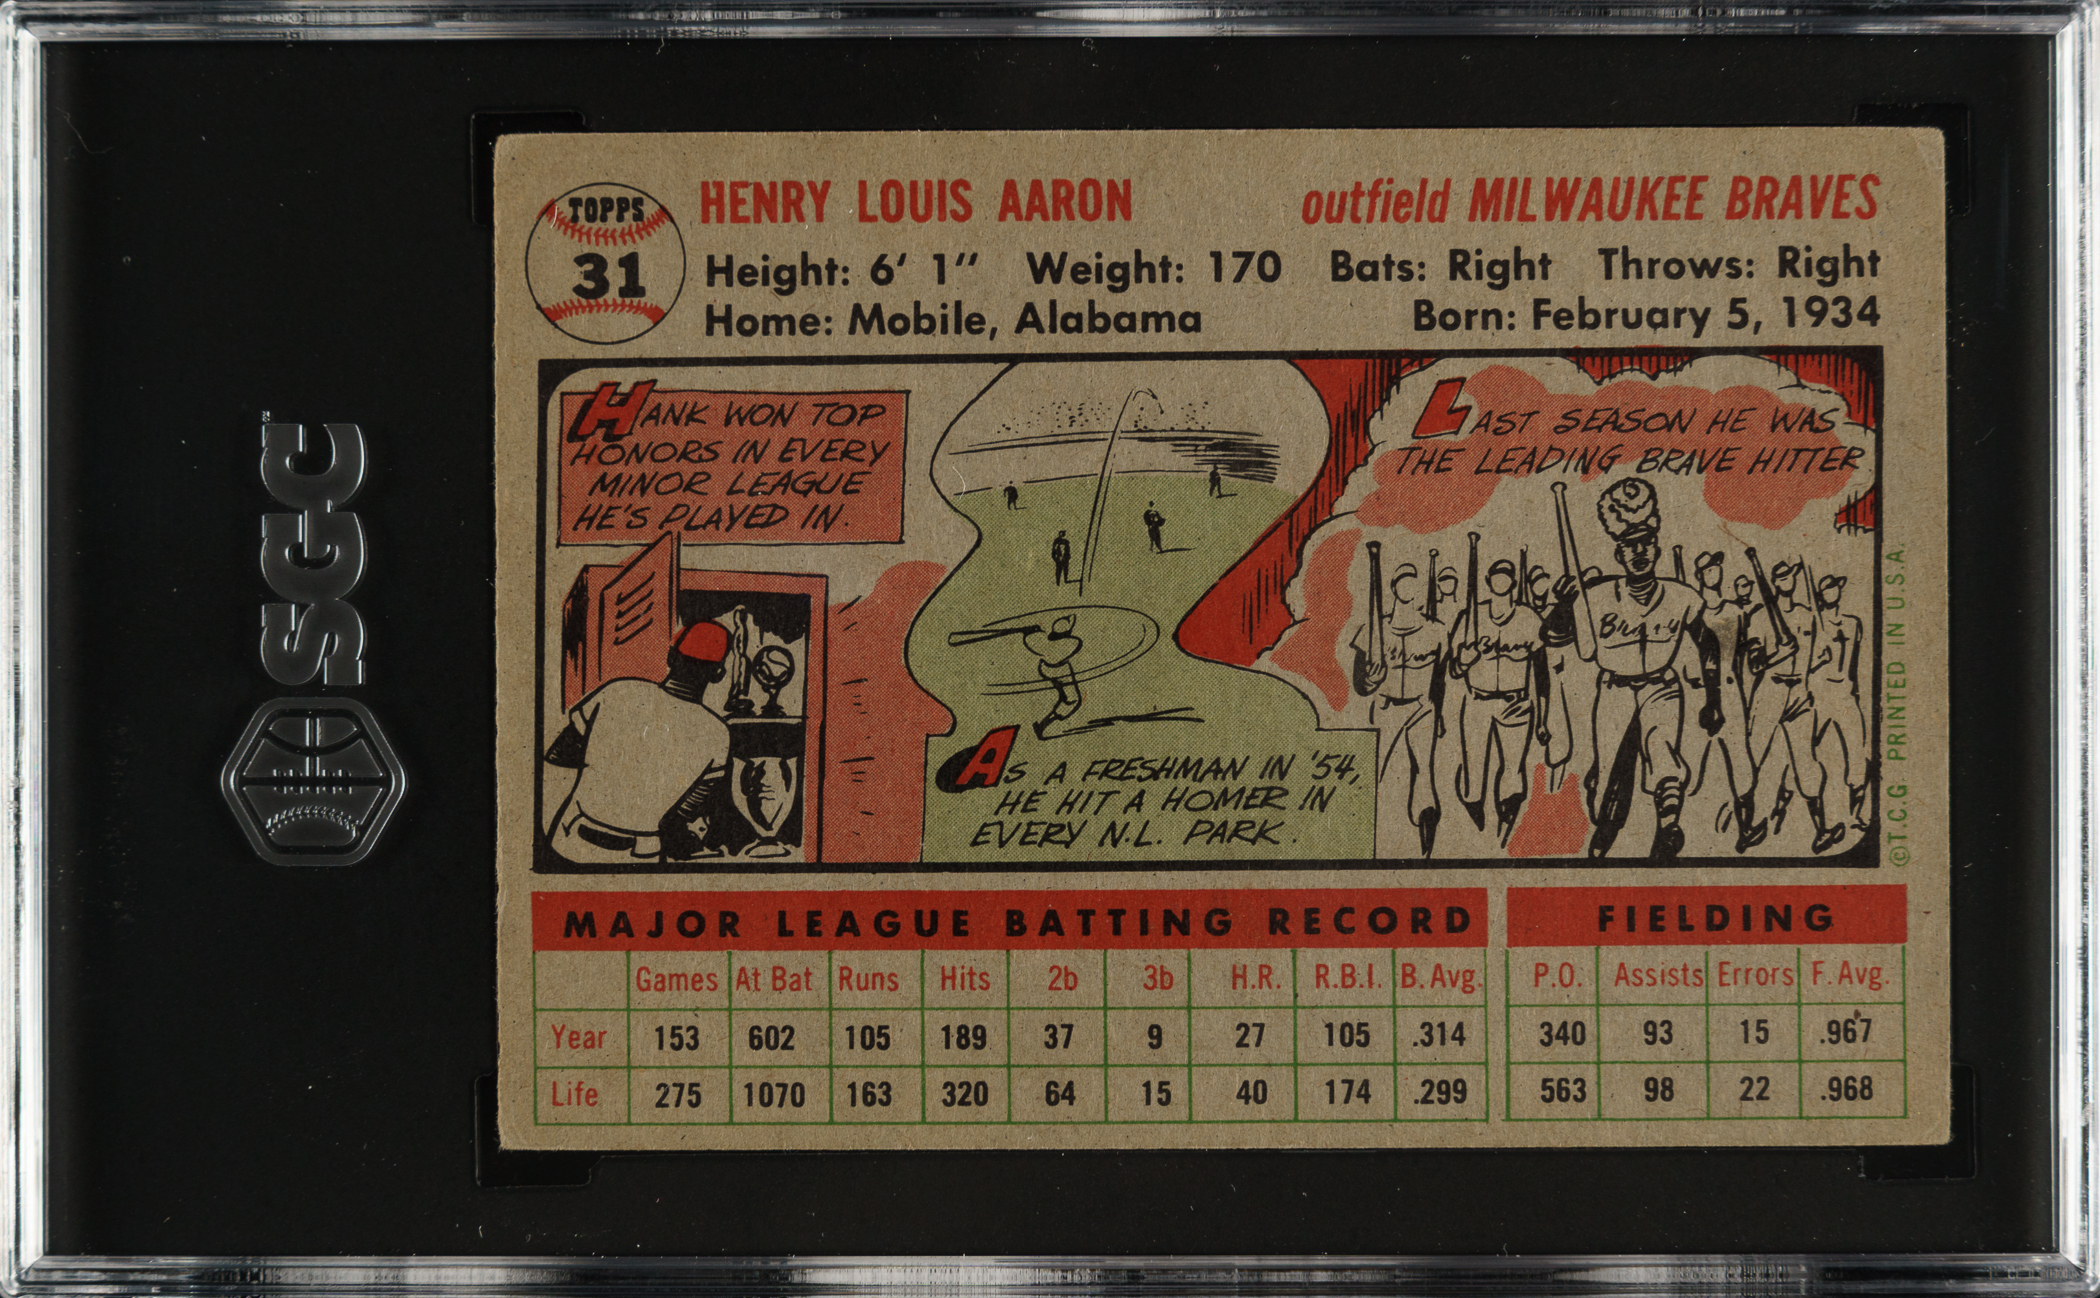 SGC
TOPPS
31
HENRY LOUIS AARON
outfield MILWAUKEE BRAVES
Height: 6' 1" Weight: 170 Bats: Right Throws: Right
Home: Mobile, Alabama
Born: February 5, 1934
HANK WON TOP
HONORS IN EVERY
MINOR LEAGUE
HE'S PLAYED IN.
AS A FRESHMAN IN '54,
HE HIT A HOMER IN
EVERY N.L. PARK.
LAST SEASON HE WAS
THE LEADING BRAVE HITTER
Braves
©T.C.G. PRINTED IN U.S.A.
MAJOR LEAGUE BATTING RECORD
Games At Bat Runs Hits 2b 3b H.R. R.B.I. B. Avg.
Year 153 602 105 189 37 9 27 105 .314
Life 275 1070 163 320 64 15 40 174 .299
FIELDING
P.O. Assists Errors F. Avg.
340 93 15 .967
563 98 22 .968